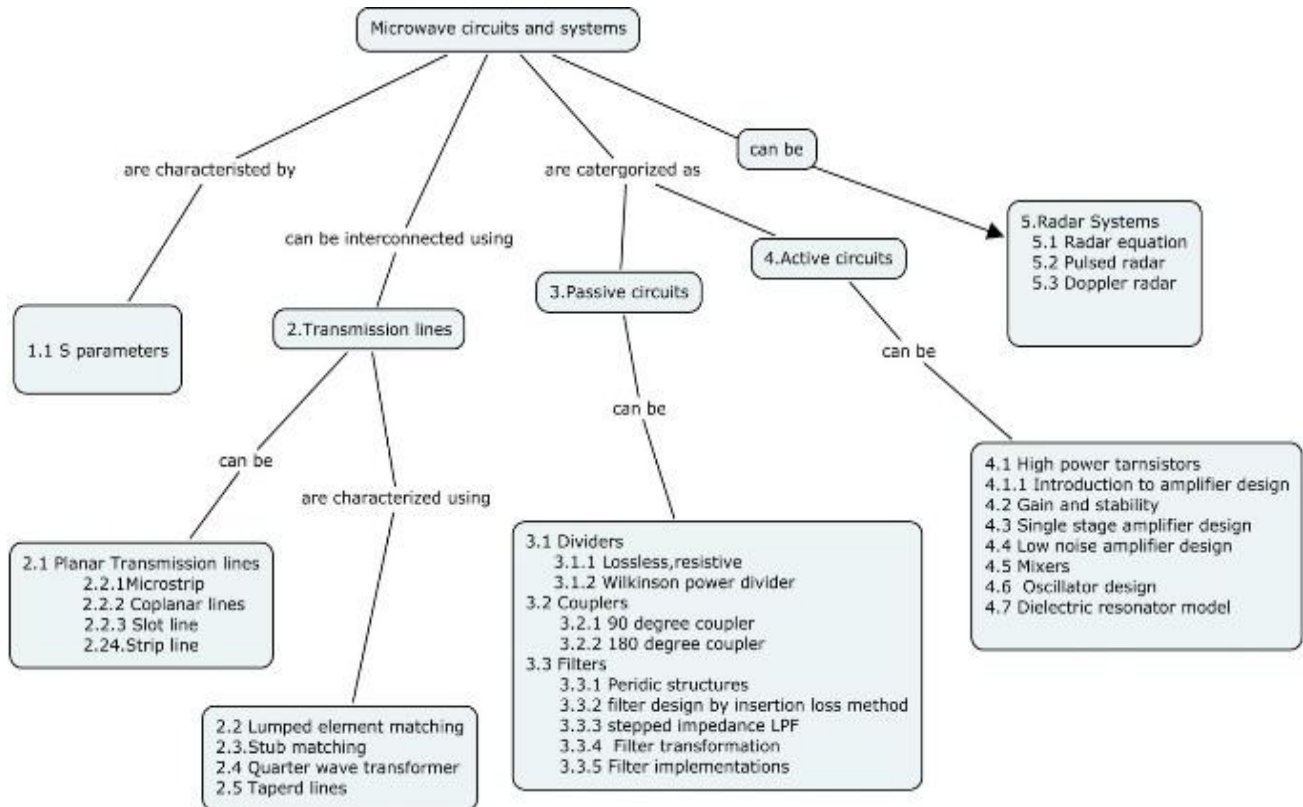 Microwave circuits and systems
can be
are characteristed by
are catergorized as
can be interconnected using
5.Radar Systems
5.1 Radar equation
5.2 Pulsed radar
5.3 Doppler radar
4.Active circuits
3.Passive circuits
1.1 S parameters
2.Transmission lines
can be
can be
can be
are characterized using
4.1 High power tarnsistors
4.1.1 Introduction to amplifier design
4.2 Gain and stability
4.3 Single stage amplifier design
4.4 Low noise amplifier design
4.5 Mixers
4.6 Oscillator design
4.7 Dielectric resonator model
2.1 Planar Transmission lines
2.2.1Microstrip
2.2.2 Coplanar lines
2.2.3 Slot line
2.24.Strip line
3.1 Dividers
3.1.1 Lossless,resistive
3.1.2 Wilkinson power divider
3.2 Couplers
3.2.1 90 degree coupler
3.2.2 180 degree coupler
3.3 Filters
3.3.1 Peridic structures
3.3.2 filter design by insertion loss method
3.3.3 stepped impedance LPF
3.3.4 Filter transformation
3.3.5 Filter implementations
2.2 Lumped element matching
2.3.Stub matching
2.4 Quarter wave transformer
2.5 Taperd lines